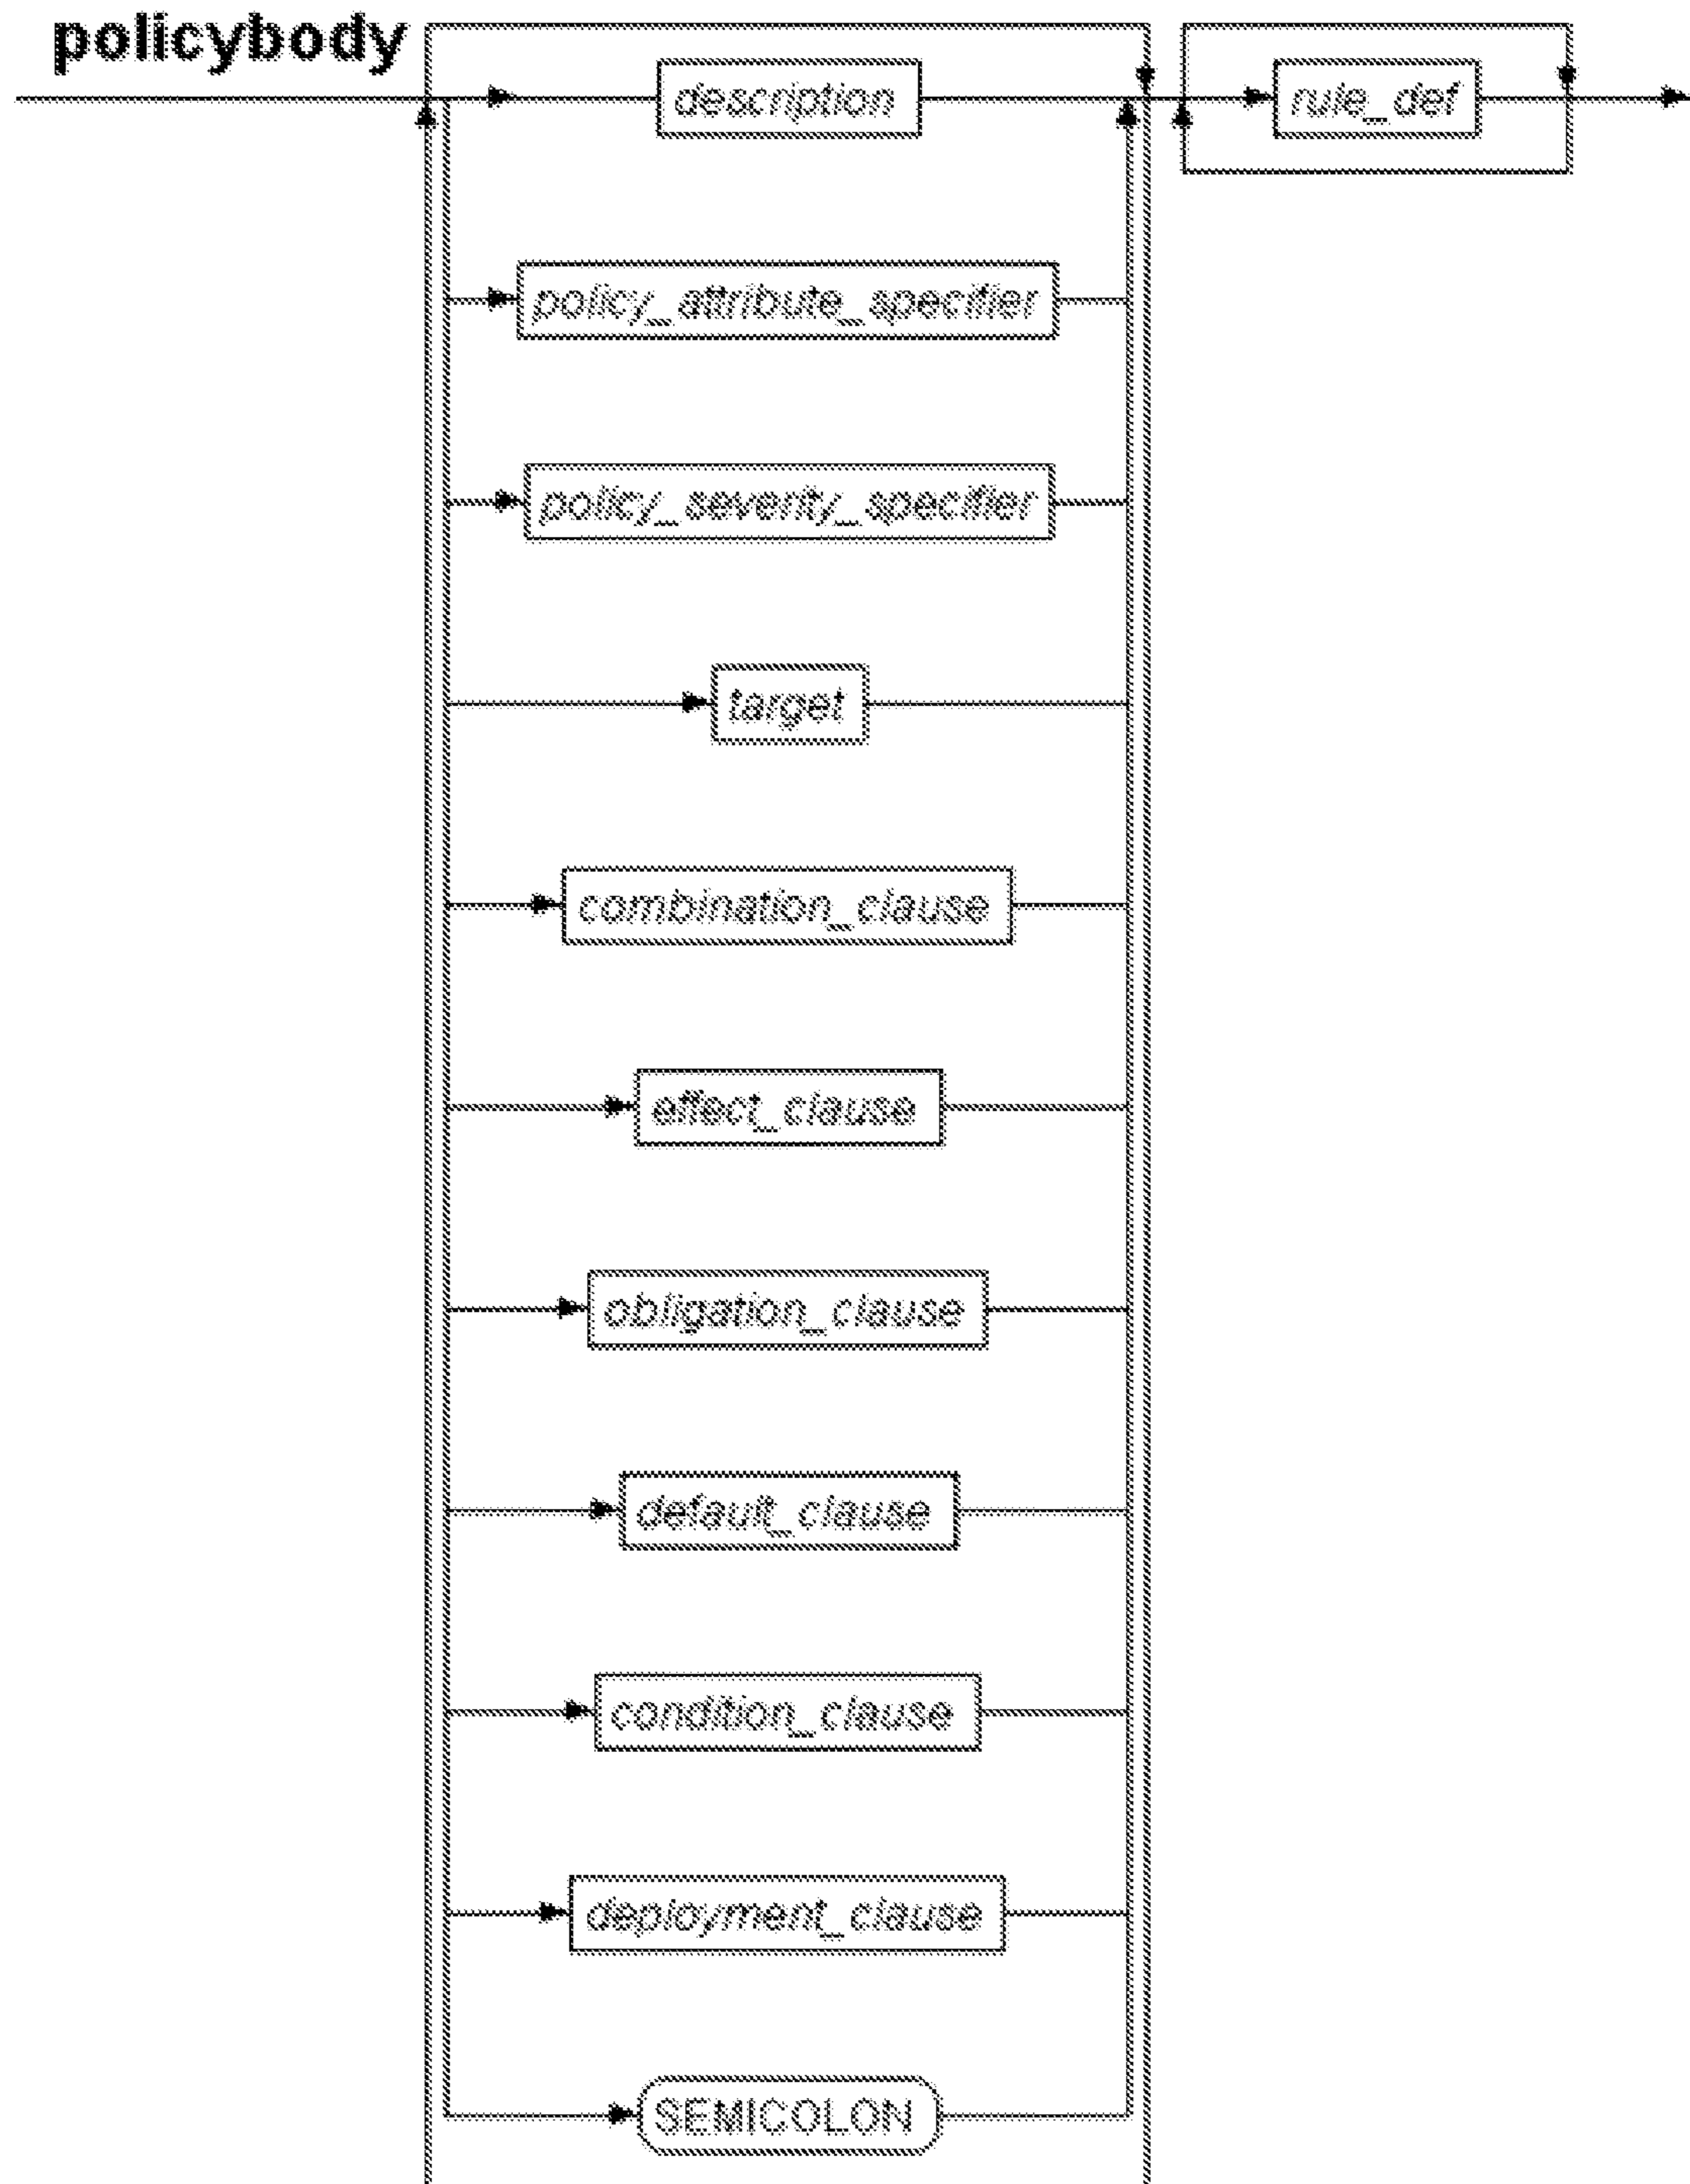 policybody
description
rule_def
policy_attribute_specifier
policy_severity_specifier
target
combination_clause
effect_clause
obligation_clause
default_clause
condition_clause
deployment_clause
SEMICOLON